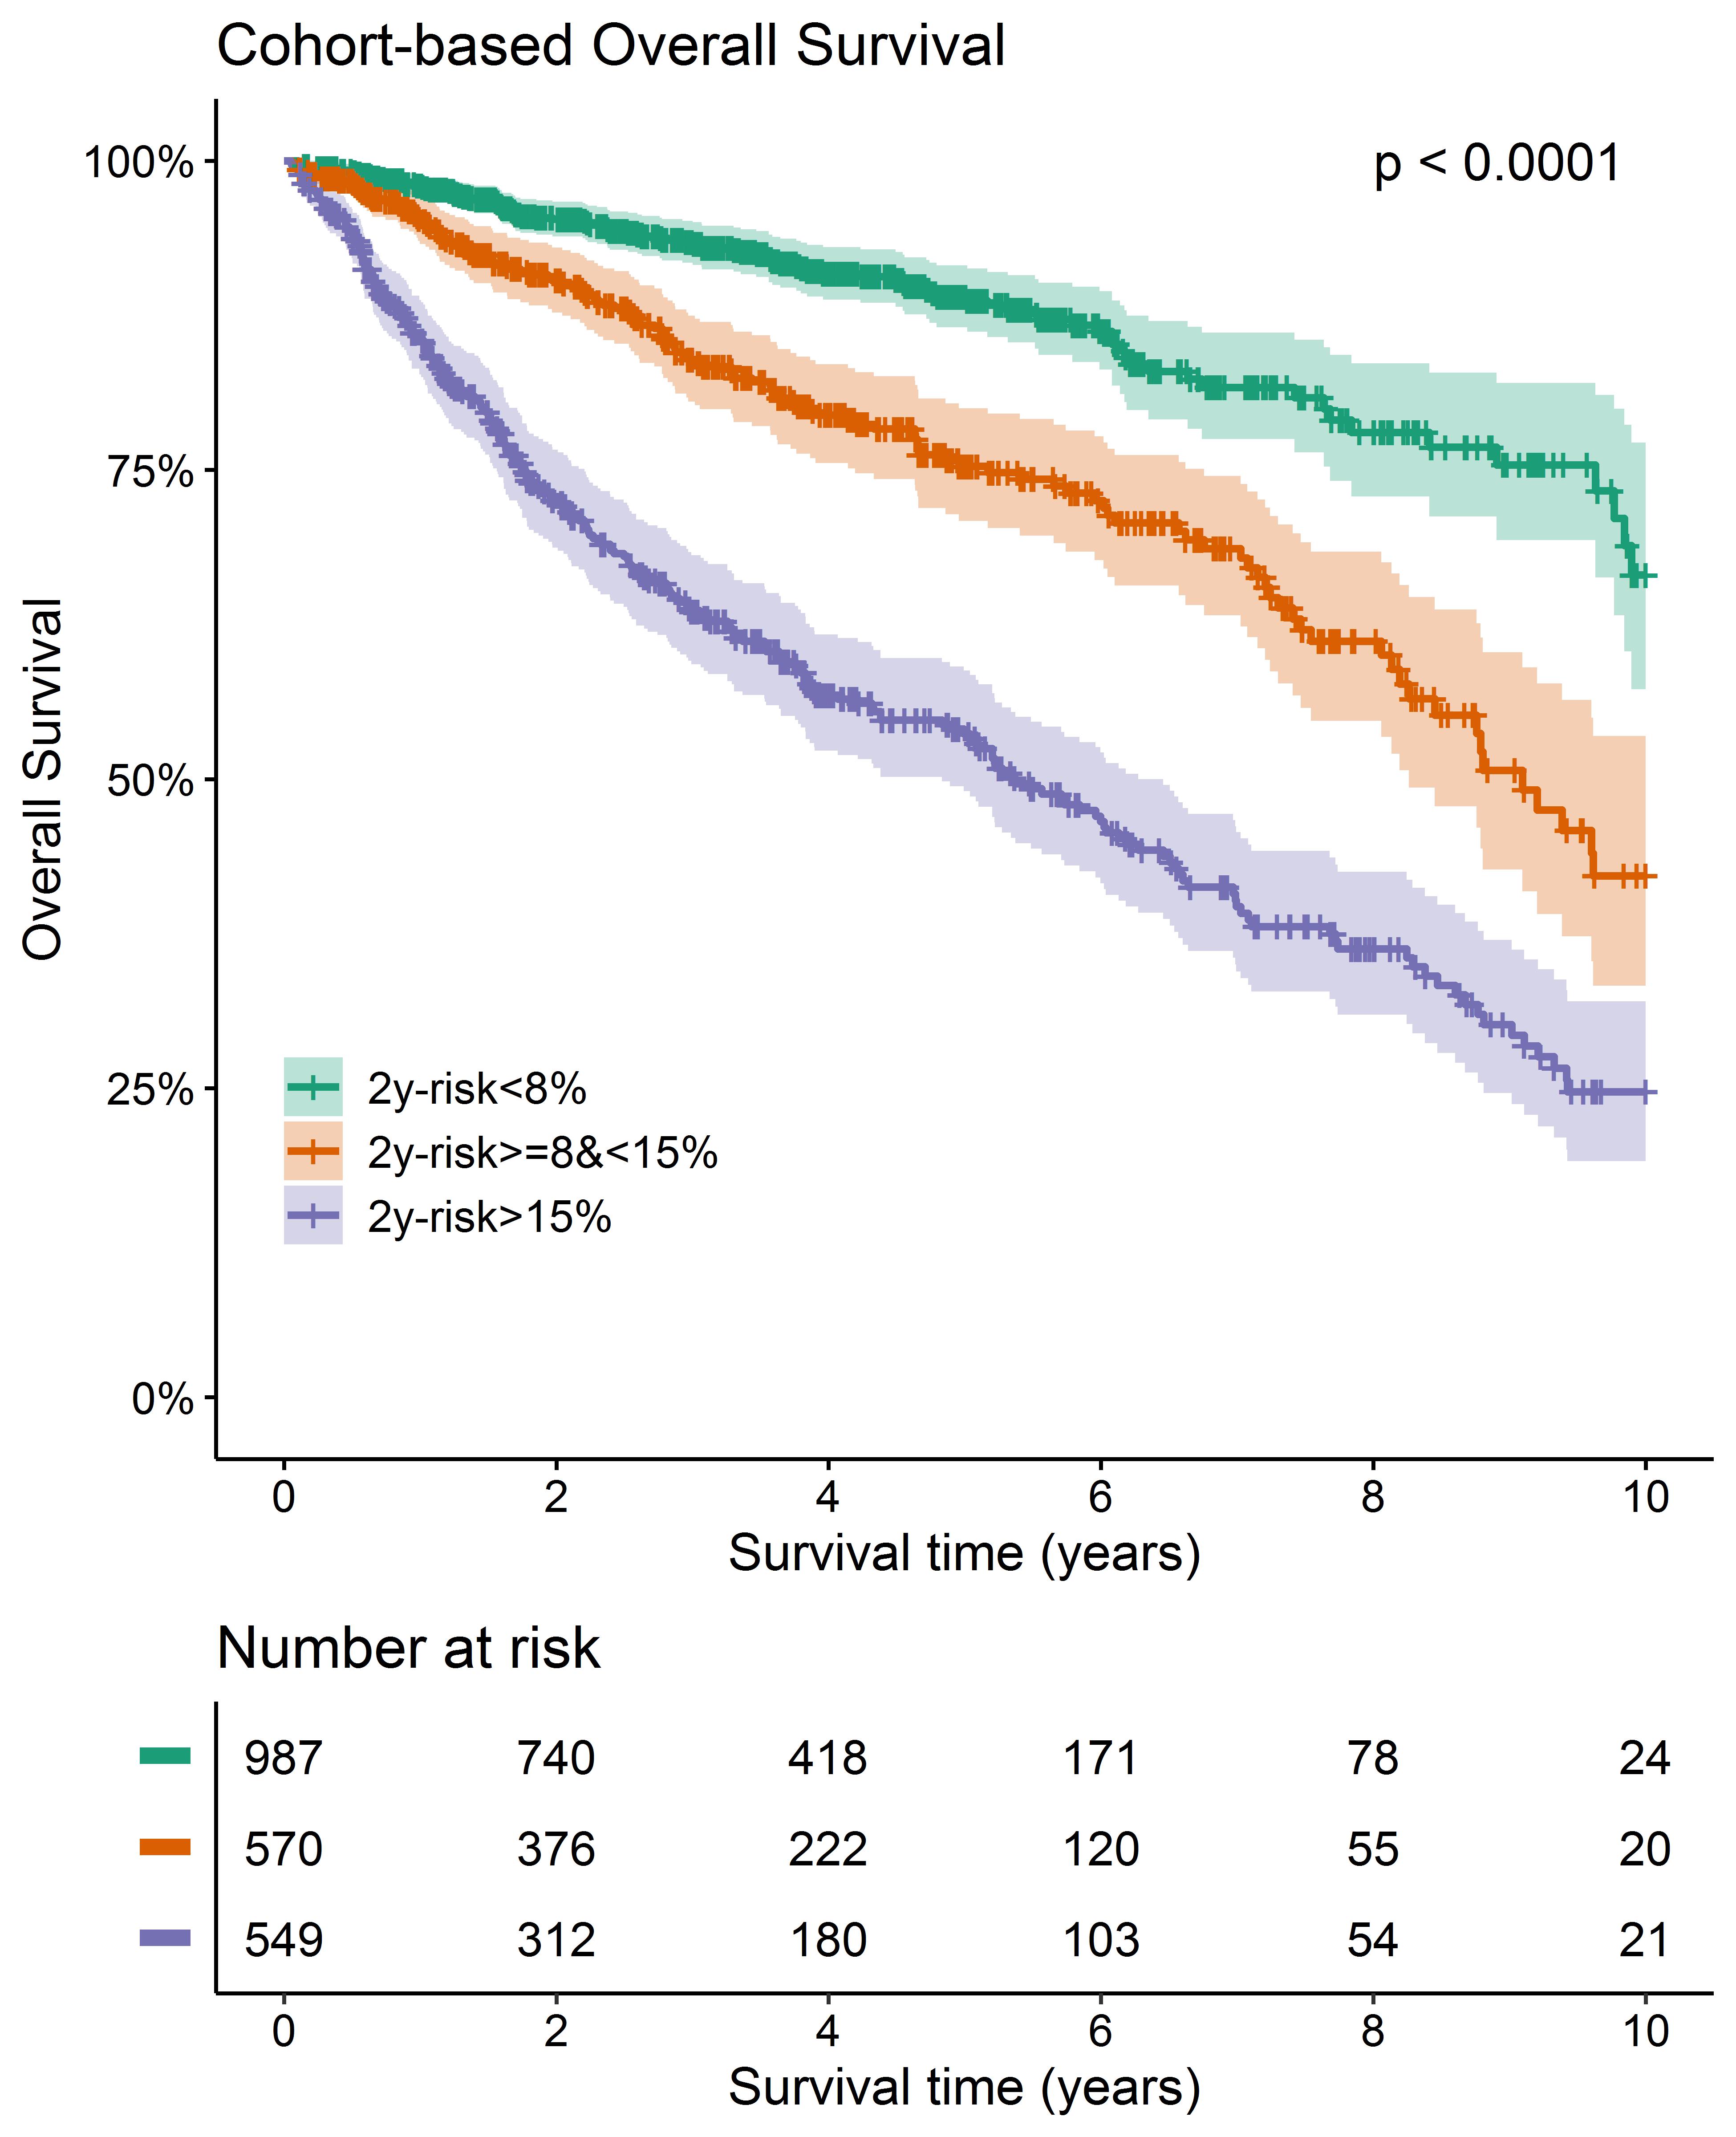 Cohort-based Overall Survival
p < 0.0001
100%
75%
50%
25%
0%
Overall Survival
2y-risk<8%
2y-risk>=8&<15%
2y-risk>15%
0 2 4 6 8 10
Survival time (years)
Number at risk
987 740 418 171 78 24
570 376 222 120 55 20
549 312 180 103 54 21
0 2 4 6 8 10
Survival time (years)